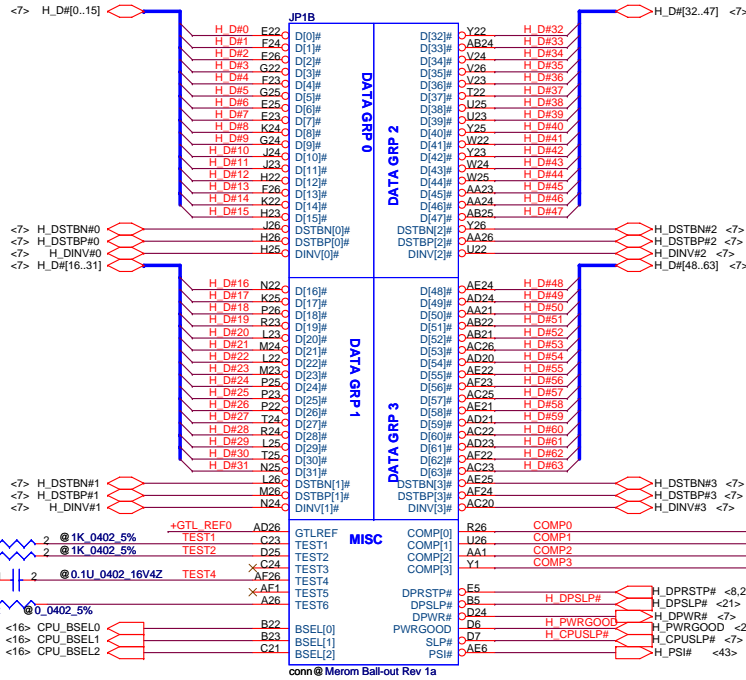 JP1B
<7> H_D#[0..15]
H_D#[32..47] <7>
H_D#0 E22 D[0]# D[32]# Y22 H_D#32
H_D#1 F24 D[1]# D[33]# AB24 H_D#33
H_D#2 E26 D[2]# D[34]# V24 H_D#34
H_D#3 G22 D[3]# D[35]# V26 H_D#35
H_D#4 F23 D[4]# D[36]# V23 H_D#36
H_D#5 G25 D[5]# D[37]# T22 H_D#37
H_D#6 E25 D[6]# D[38]# U25 H_D#38
H_D#7 E23 D[7]# D[39]# U23 H_D#39
H_D#8 K24 D[8]# D[40]# Y25 H_D#40
H_D#9 G24 D[9]# D[41]# W22 H_D#41
H_D#10 J24 D[10]# D[42]# Y23 H_D#42
H_D#11 J23 D[11]# D[43]# W24 H_D#43
H_D#12 H22 D[12]# D[44]# W25 H_D#44
H_D#13 F26 D[13]# D[45]# AA23 H_D#45
H_D#14 K22 D[14]# D[46]# AA24 H_D#46
H_D#15 H23 D[15]# D[47]# AB25 H_D#47
DATA GRP 0
DATA GRP 2
<7> H_DSTBN#0 J26 DSTBN[0]# DSTBN[2]# Y26 H_DSTBN#2 <7>
<7> H_DSTBP#0 H26 DSTBP[0]# DSTBP[2]# AA26 H_DSTBP#2 <7>
<7> H_DINV#0 H25 DINV[0]# DINV[2]# U22 H_DINV#2 <7>
<7> H_D#[16..31]
H_D#[48..63] <7>
H_D#16 N22 D[16]# D[48]# AE24 H_D#48
H_D#17 K25 D[17]# D[49]# AD24 H_D#49
H_D#18 P26 D[18]# D[50]# AA21 H_D#50
H_D#19 R23 D[19]# D[51]# AB22 H_D#51
H_D#20 L23 D[20]# D[52]# AB21 H_D#52
H_D#21 M24 D[21]# D[53]# AC26 H_D#53
H_D#22 L22 D[22]# D[54]# AD20 H_D#54
H_D#23 M23 D[23]# D[55]# AE22 H_D#55
H_D#24 P25 D[24]# D[56]# AF23 H_D#56
H_D#25 P23 D[25]# D[57]# AC25 H_D#57
H_D#26 P22 D[26]# D[58]# AE21 H_D#58
H_D#27 T24 D[27]# D[59]# AD21 H_D#59
H_D#28 R24 D[28]# D[60]# AC22 H_D#60
H_D#29 L25 D[29]# D[61]# AD23 H_D#61
H_D#30 T25 D[30]# D[62]# AF22 H_D#62
H_D#31 N25 D[31]# D[63]# AC23 H_D#63
DATA GRP 1
DATA GRP 3
<7> H_DSTBN#1 L26 DSTBN[1]# DSTBN[3]# AE25 H_DSTBN#3 <7>
<7> H_DSTBP#1 M26 DSTBP[1]# DSTBP[3]# AF24 H_DSTBP#3 <7>
<7> H_DINV#1 N24 DINV[1]# DINV[3]# AC20 H_DINV#3 <7>
MISC
+GTL_REF0 AD26 GTLREF COMP[0] R26 COMP0
2 @1K_0402_5% TEST1 C23 TEST1 COMP[1] U26 COMP1
2 @1K_0402_5% TEST2 D25 TEST2 COMP[2] AA1 COMP2
C24 TEST3 COMP[3] Y1 COMP3
2 @0.1U_0402_16V4Z TEST4 AF26 TEST4
AF1 TEST5 DPRSTP# E5 H_DPRSTP# <8,2
@0_0402_5% A26 TEST6 DPSLP# B5 H_DPSLP# H_DPSLP# <21>
DPWR# D24 H_DPWR# <7>
<16> CPU_BSEL0 B22 BSEL[0] PWRGOOD D6 H_PWRGOOD H_PWRGOOD <2
<16> CPU_BSEL1 B23 BSEL[1] SLP# D7 H_CPUSLP# H_CPUSLP# <7>
<16> CPU_BSEL2 C21 BSEL[2] PSI# AE6 H_PSI# <43>
conn@ Merom Ball-out Rev 1a